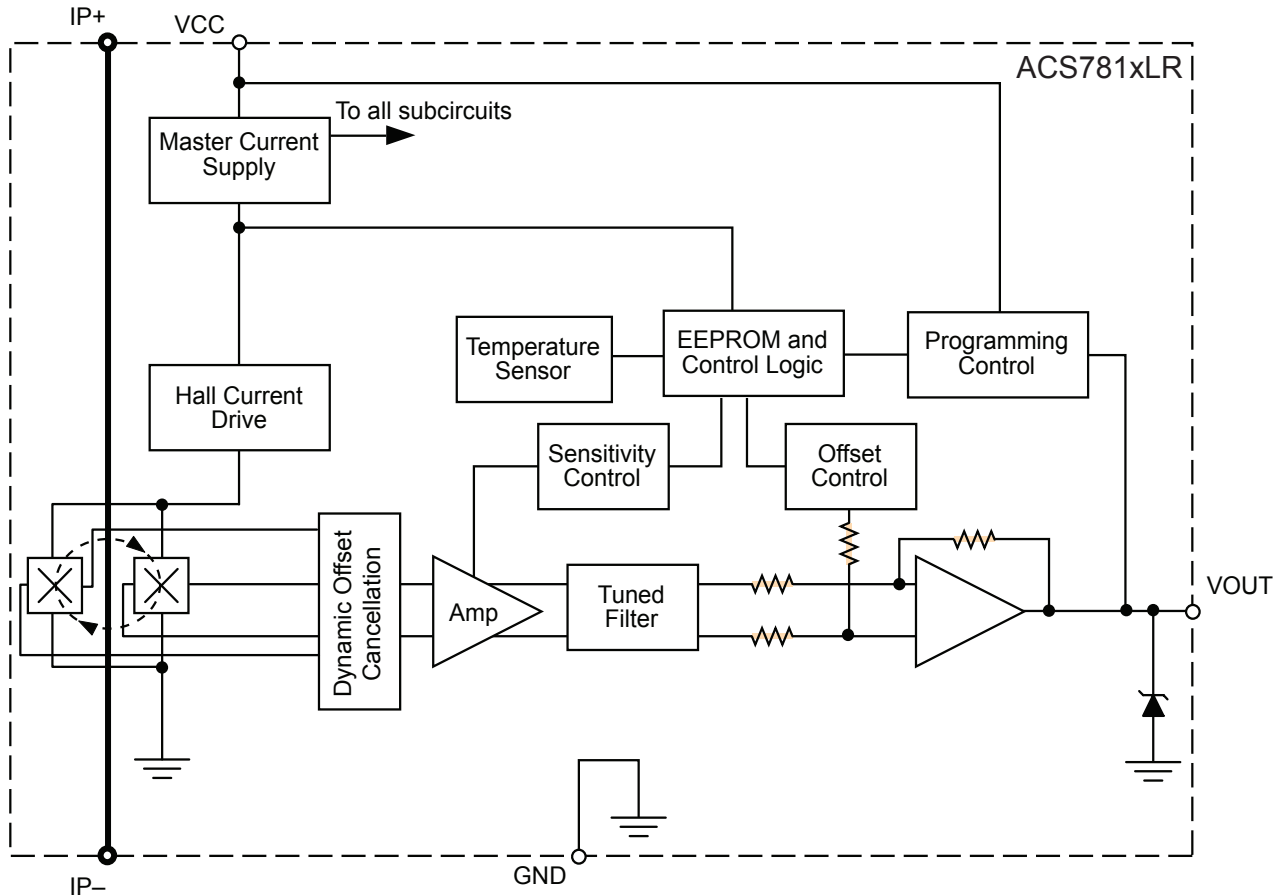 IP+
VCC
ACS781xLR
To all subcircuits
Master Current
Supply
Temperature
Sensor
EEPROM and
Control Logic
Programming
Control
Hall Current
Drive
Sensitivity
Control
Offset
Control
Dynamic Offset
Cancellation
Amp
Tuned
Filter
VOUT
GND
IP–